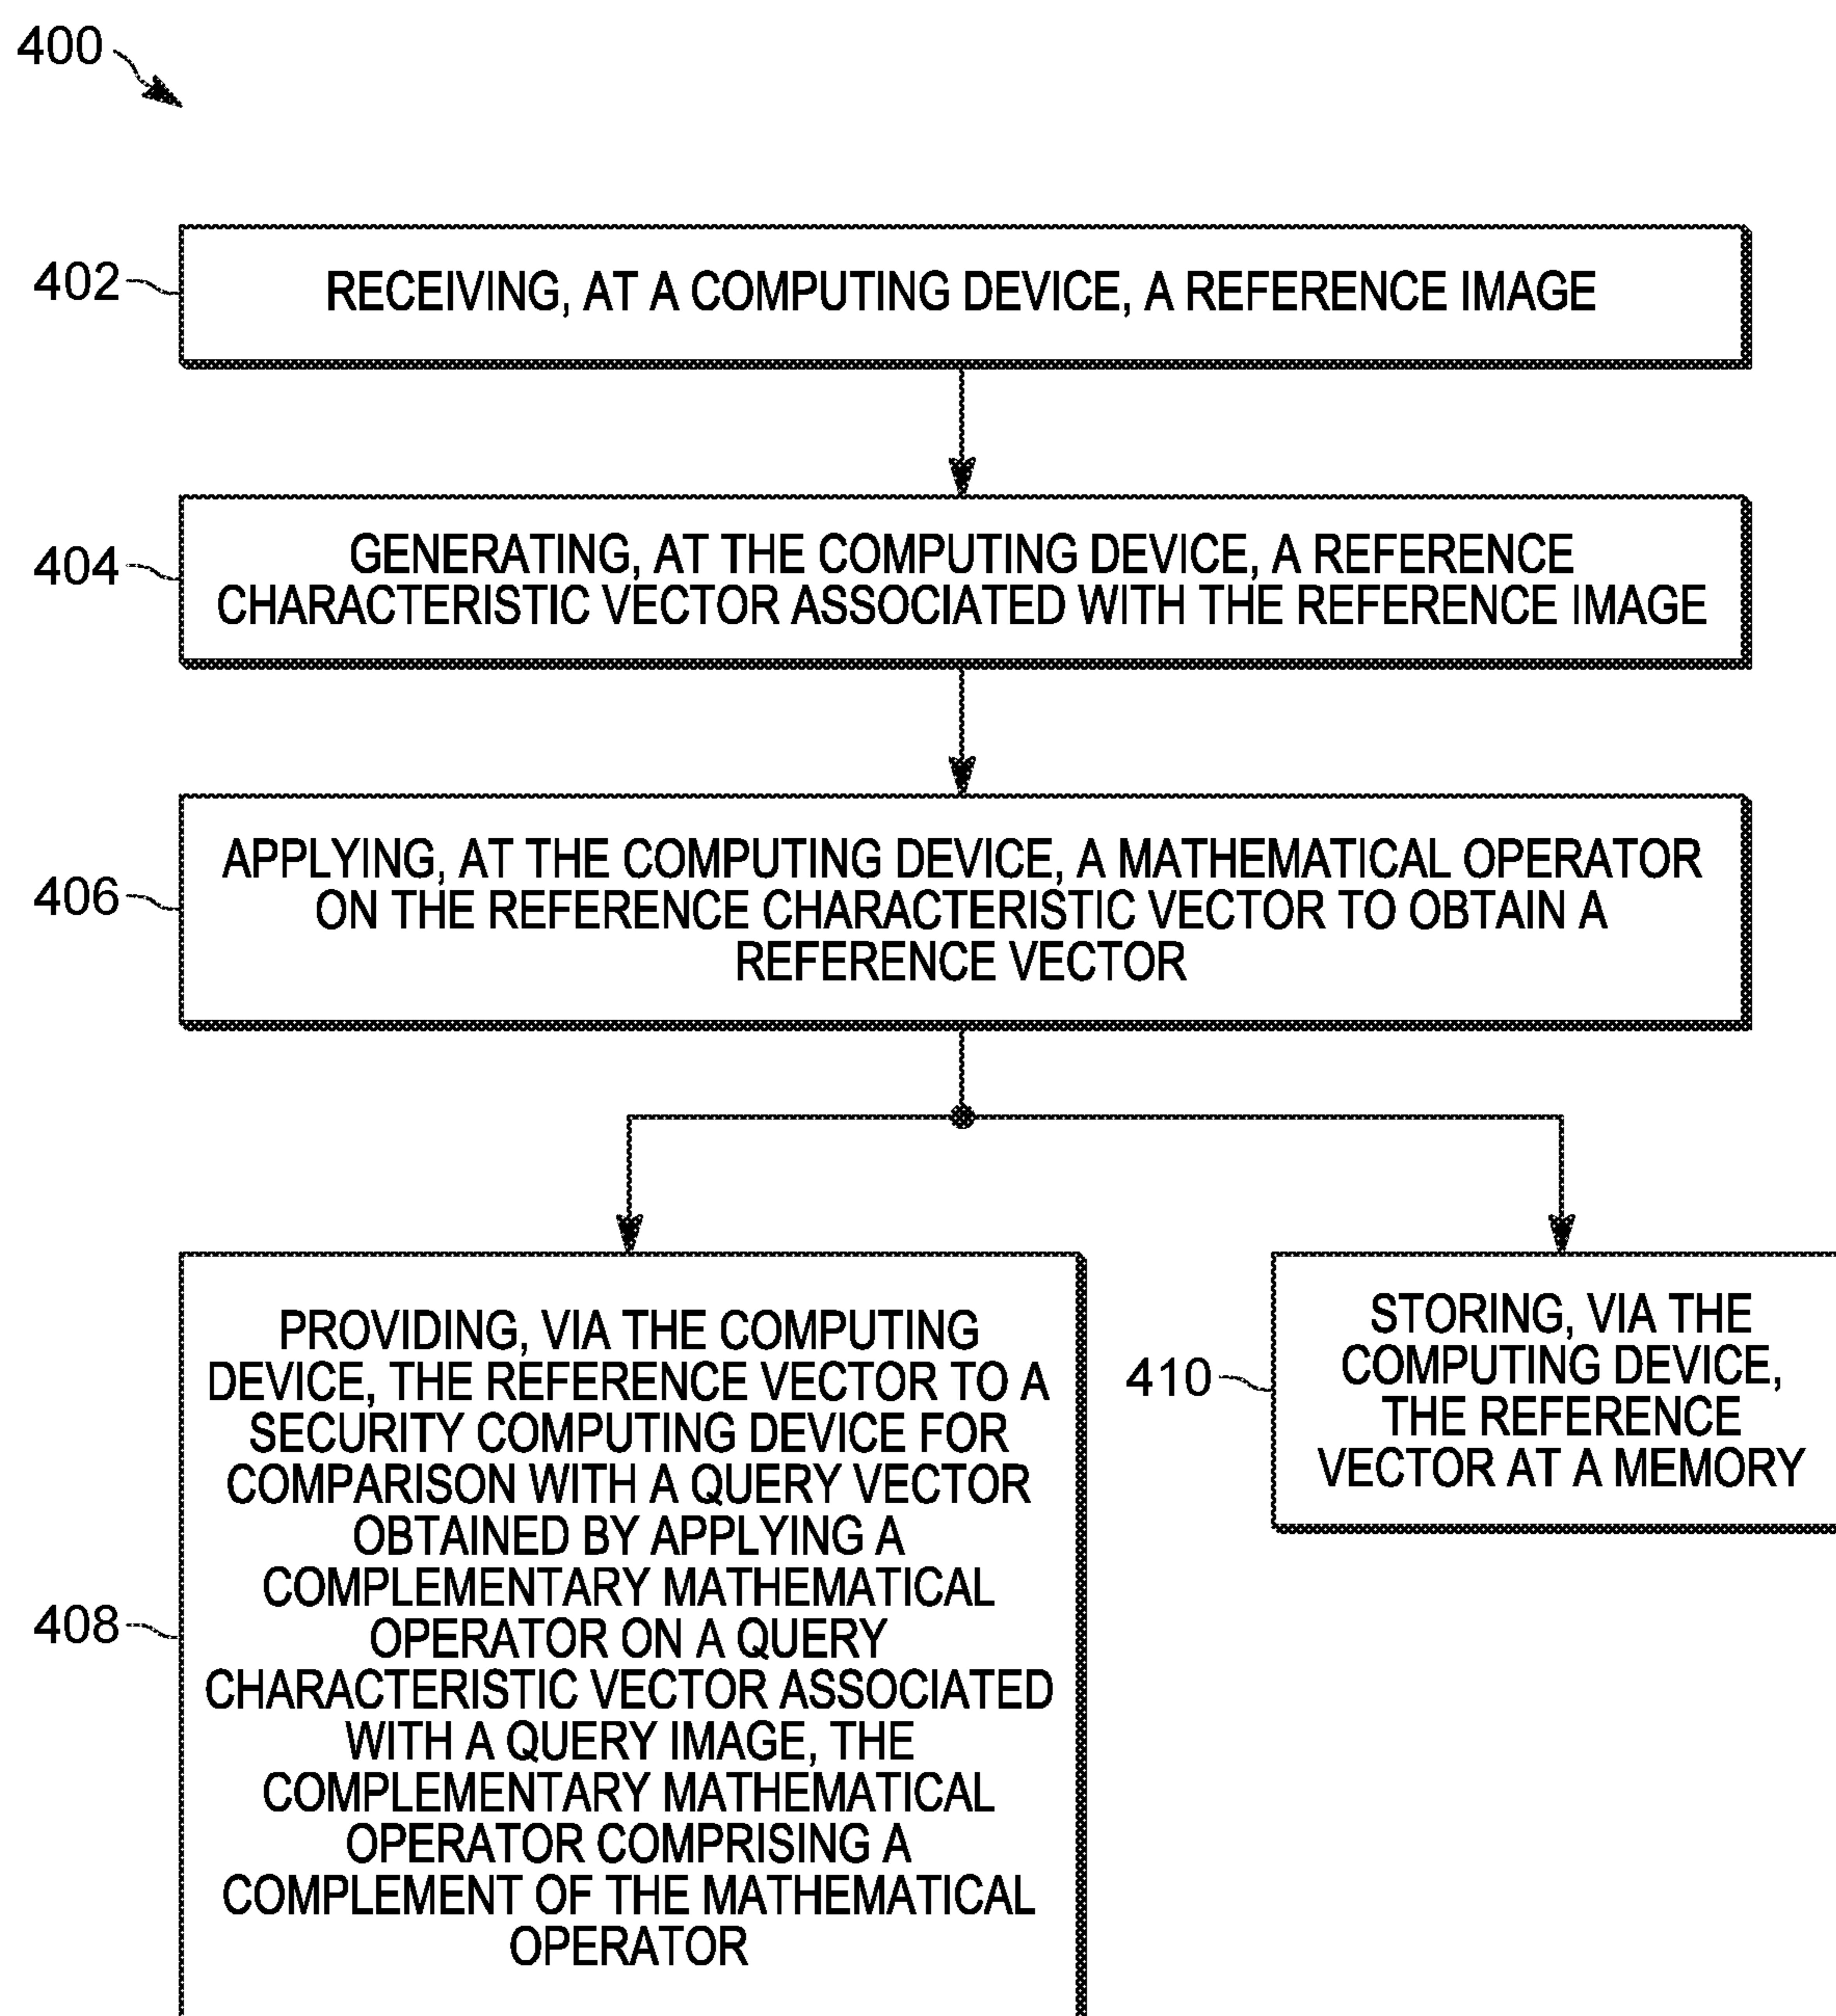 400
402
RECEIVING, AT A COMPUTING DEVICE, A REFERENCE IMAGE
404
GENERATING, AT THE COMPUTING DEVICE, A REFERENCE
CHARACTERISTIC VECTOR ASSOCIATED WITH THE REFERENCE IMAGE
406
APPLYING, AT THE COMPUTING DEVICE, A MATHEMATICAL OPERATOR
ON THE REFERENCE CHARACTERISTIC VECTOR TO OBTAIN A
REFERENCE VECTOR
408
PROVIDING, VIA THE COMPUTING
DEVICE, THE REFERENCE VECTOR TO A
SECURITY COMPUTING DEVICE FOR
COMPARISON WITH A QUERY VECTOR
OBTAINED BY APPLYING A
COMPLEMENTARY MATHEMATICAL
OPERATOR ON A QUERY
CHARACTERISTIC VECTOR ASSOCIATED
WITH A QUERY IMAGE, THE
COMPLEMENTARY MATHEMATICAL
OPERATOR COMPRISING A
COMPLEMENT OF THE MATHEMATICAL
OPERATOR
410
STORING, VIA THE
COMPUTING DEVICE,
THE REFERENCE
VECTOR AT A MEMORY